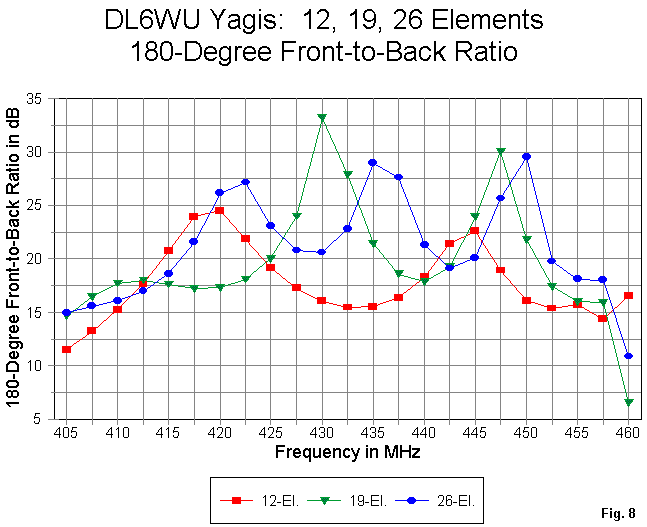 DL6WU Yagis: 12, 19, 26 Elements
180-Degree Front-to-Back Ratio
180-Degree Front-to-Back Ratio in dB
35
30
25
20
15
10
5
405 410 415 420 425 430 435 440 445 450 455 460
Frequency in MHz
12-El. 19-El. 26-El.
Fig. 8